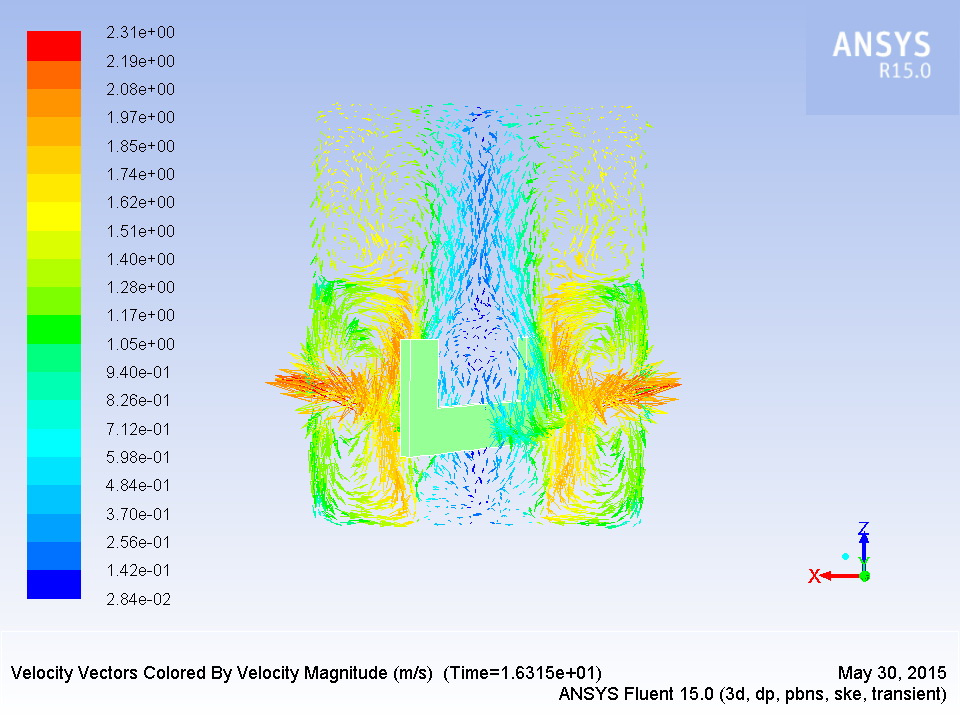 2.31e+00
2.19e+00
2.08e+00
1.97e+00
1.85e+00
1.74e+00
1.62e+00
1.51e+00
1.40e+00
1.28e+00
1.17e+00
1.05e+00
9.40e-01
8.26e-01
7.12e-01
5.98e-01
4.84e-01
3.70e-01
2.56e-01
1.42e-01
2.84e-02
ANSYS
R15.0
Z
Y
X
Velocity Vectors Colored By Velocity Magnitude (m/s) (Time=1.6315e+01)
May 30, 2015
ANSYS Fluent 15.0 (3d, dp, pbns, ske, transient)